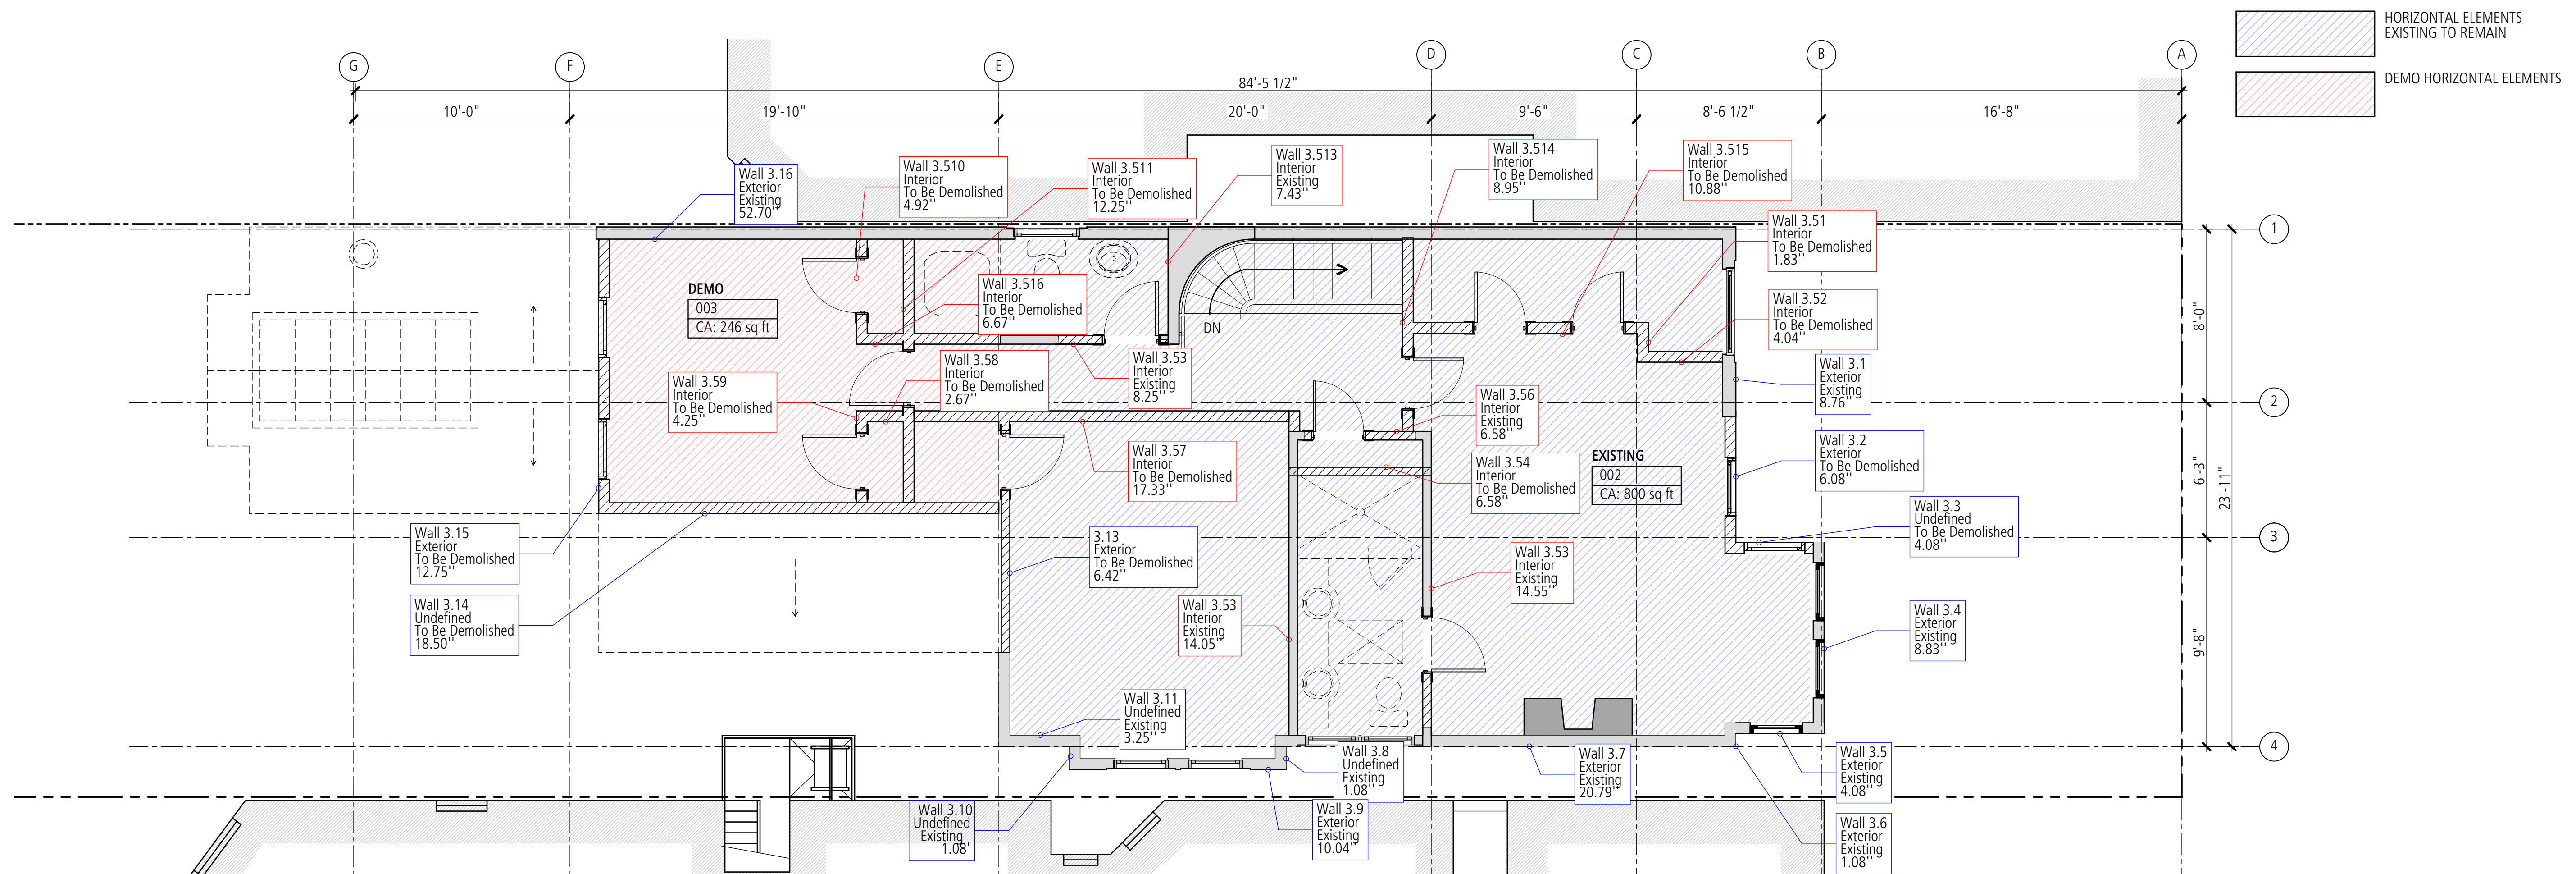 HORIZONTAL ELEMENTS
EXISTING TO REMAIN
DEMO HORIZONTAL ELEMENTS
G
F
E
D
C
B
A
84'-5 1/2"
10'-0"
19'-10"
20'-0"
9'-6"
8'-6 1/2"
16'-8"
Wall 3.16
Exterior
Existing
52.70''
Wall 3.510
Interior
To Be Demolished
4.92''
Wall 3.511
Interior
To Be Demolished
12.25''
Wall 3.513
Interior
Existing
7.43''
Wall 3.514
Interior
To Be Demolished
8.95''
Wall 3.515
Interior
To Be Demolished
10.88''
Wall 3.51
Interior
To Be Demolished
1.83''
1
DEMO
003
CA: 246 sq ft
Wall 3.516
Interior
To Be Demolished
6.67''
DN
Wall 3.52
Interior
To Be Demolished
4.04''
8'-0"
Wall 3.59
Interior
To Be Demolished
4.25''
Wall 3.58
Interior
To Be Demolished
2.67''
Wall 3.53
Interior
Existing
8.25''
Wall 3.56
Interior
Existing
6.58''
Wall 3.1
Exterior
Existing
8.76''
2
Wall 3.57
Interior
To Be Demolished
17.33''
Wall 3.54
Interior
To Be Demolished
6.58''
EXISTING
002
CA: 800 sq ft
Wall 3.2
Exterior
To Be Demolished
6.08''
6'-3"
23'-11"
Wall 3.3
Undefined
To Be Demolished
4.08''
3
Wall 3.15
Exterior
To Be Demolished
12.75''
3.13
Exterior
To Be Demolished
6.42''
Wall 3.53
Interior
Existing
14.55''
Wall 3.14
Undefined
To Be Demolished
18.50''
Wall 3.53
Interior
Existing
14.05''
Wall 3.4
Exterior
Existing
8.83''
9'-8"
Wall 3.11
Undefined
Existing
3.25''
Wall 3.8
Undefined
Existing
1.08''
Wall 3.7
Exterior
Existing
20.79''
Wall 3.5
Exterior
Existing
4.08''
4
Wall 3.10
Undefined
Existing
1.08'
Wall 3.9
Exterior
Existing
10.04''
Wall 3.6
Exterior
Existing
1.08''